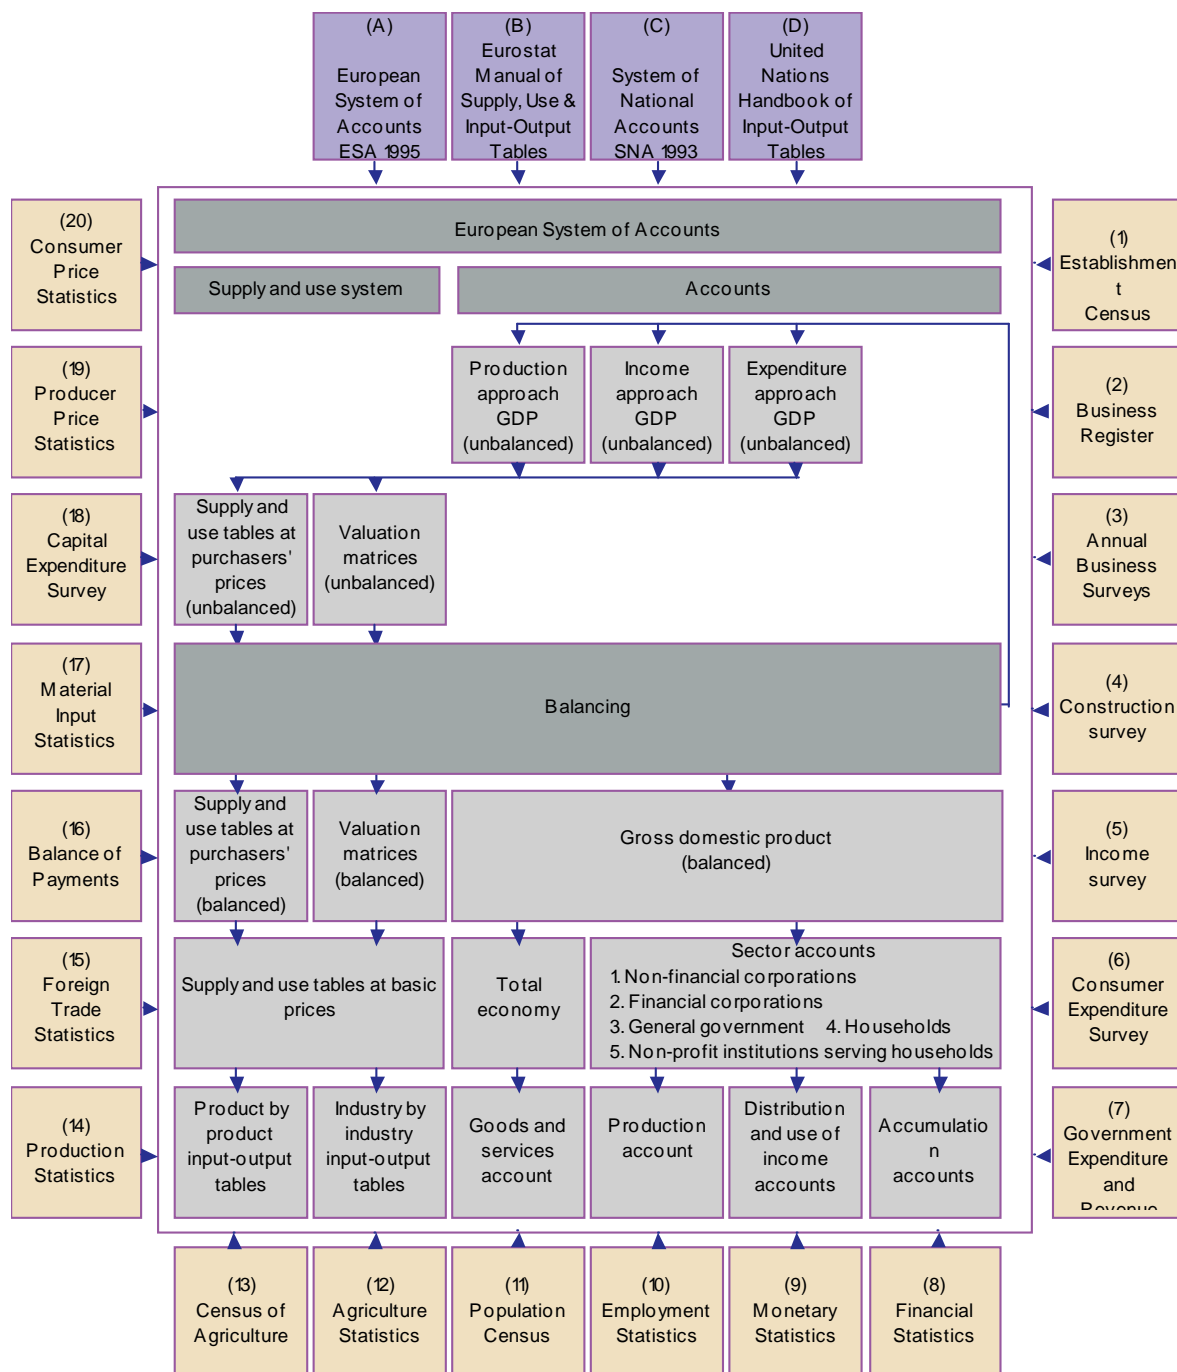 (A)
European
System of
Accounts
ESA 1995
(B)
Eurostat
Manual of
Supply, Use &
Input-Output
Tables
(C)
System of
National
Accounts
SNA 1993
(D)
United
Nations
Handbook of
Input-Output
Tables
(20)
Consumer
Price
Statistics
European System of Accounts
(1)
Establishmen
t
Census
Supply and use system
Accounts
(19)
Producer
Price
Statistics
Production
approach
GDP
(unbalanced)
Income
approach
GDP
(unbalanced)
Expenditure
approach
GDP
(unbalanced)
(2)
Business
Register
(18)
Capital
Expenditure
Survey
Supply and
use tables at
purchasers'
prices
(unbalanced)
Valuation
matrices
(unbalanced)
(3)
Annual
Business
Surveys
(17)
Material
Input
Statistics
Balancing
(4)
Construction
survey
(16)
Balance of
Payments
Supply and
use tables at
purchasers'
prices
(balanced)
Valuation
matrices
(balanced)
Gross domestic product
(balanced)
(5)
Income
survey
(15)
Foreign
Trade
Statistics
Supply and use tables at basic
prices
Total
economy
Sector accounts
1. Non-financial corporations
2. Financial corporations
3. General government 4. Households
5. Non-profit institutions serving households
(6)
Consumer
Expenditure
Survey
(14)
Production
Statistics
Product by
product
input-output
tables
Industry by
industry
input-output
tables
Goods and
services
account
Production
account
Distribution
and use of
income
accounts
Accumulatio
n
accounts
(7)
Government
Expenditure
and
Revenue
(13)
Census of
Agriculture
(12)
Agriculture
Statistics
(11)
Population
Census
(10)
Employment
Statistics
(9)
Monetary
Statistics
(8)
Financial
Statistics